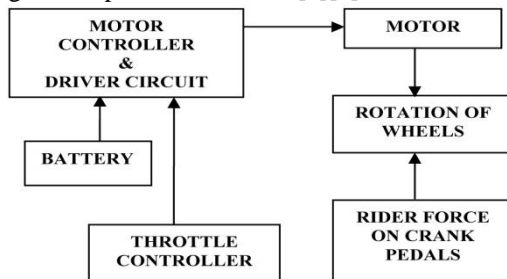 MOTOR
CONTROLLER
&
DRIVER CIRCUIT
MOTOR
ROTATION OF
WHEELS
BATTERY
THROTTLE
CONTROLLER
RIDER FORCE
ON CRANK
PEDALS